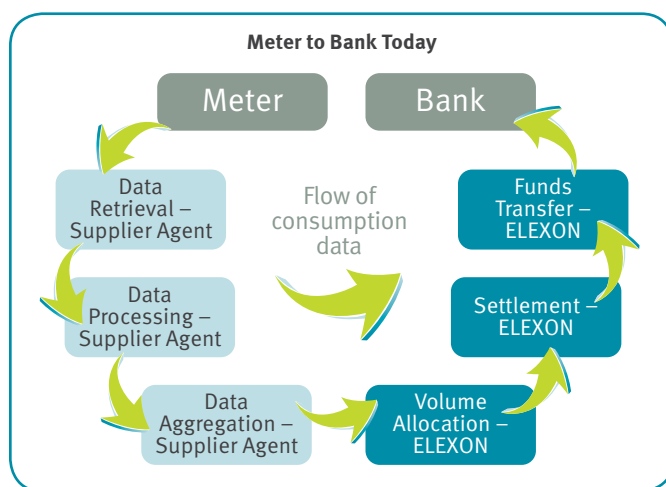 Meter to Bank Today
Meter
Bank
Data
Retrieval –
Supplier Agent
Data
Processing –
Supplier Agent
Data
Aggregation –
Supplier Agent
Flow of
consumption
data
Volume
Allocation –
ELEXON
Settlement –
ELEXON
Funds
Transfer –
ELEXON